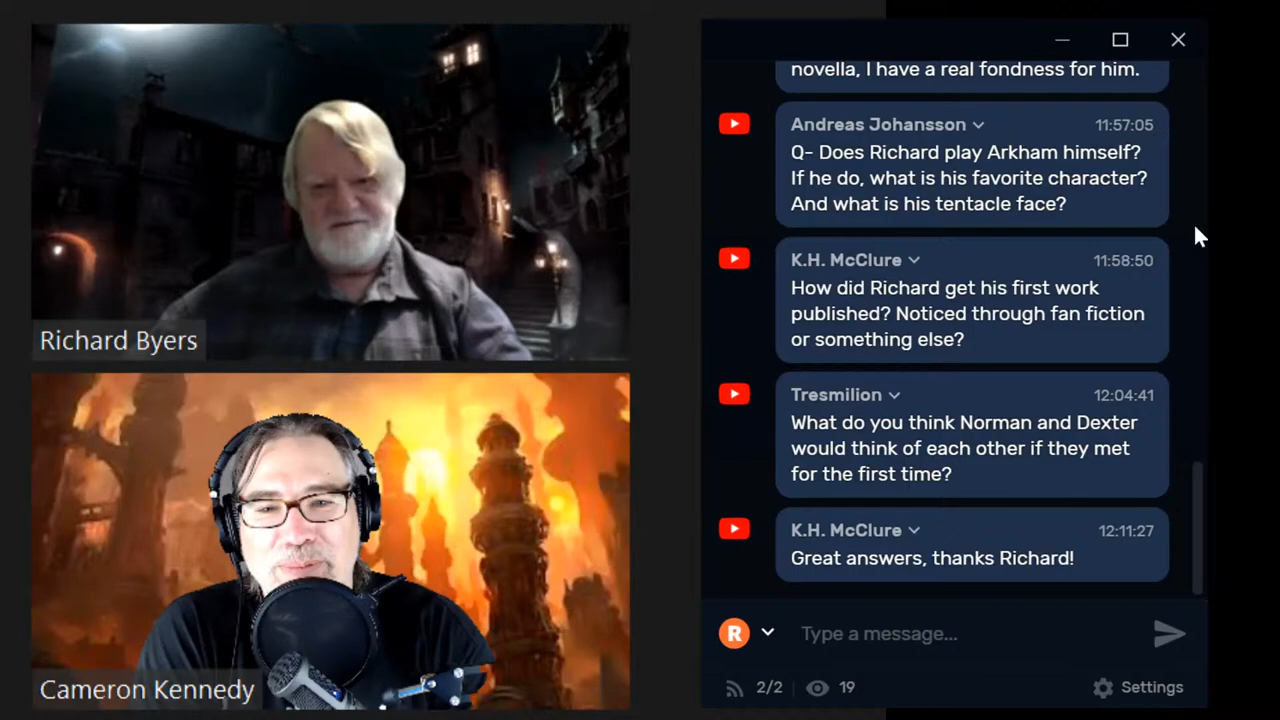 Richard Byers
Cameron Kennedy
novella, I have a real fondness for him.
Andreas Johansson 11:57:05
Q- Does Richard play Arkham himself?
If he do, what is his favorite character?
And what is his tentacle face?
K.H. McClure 11:58:50
How did Richard get his first work
published? Noticed through fan fiction
or something else?
Tresmilion 12:04:41
What do you think Norman and Dexter
would think of each other if they met
for the first time?
K.H. McClure 12:11:27
Great answers, thanks Richard!
R Type a message...
2/2 19 Settings